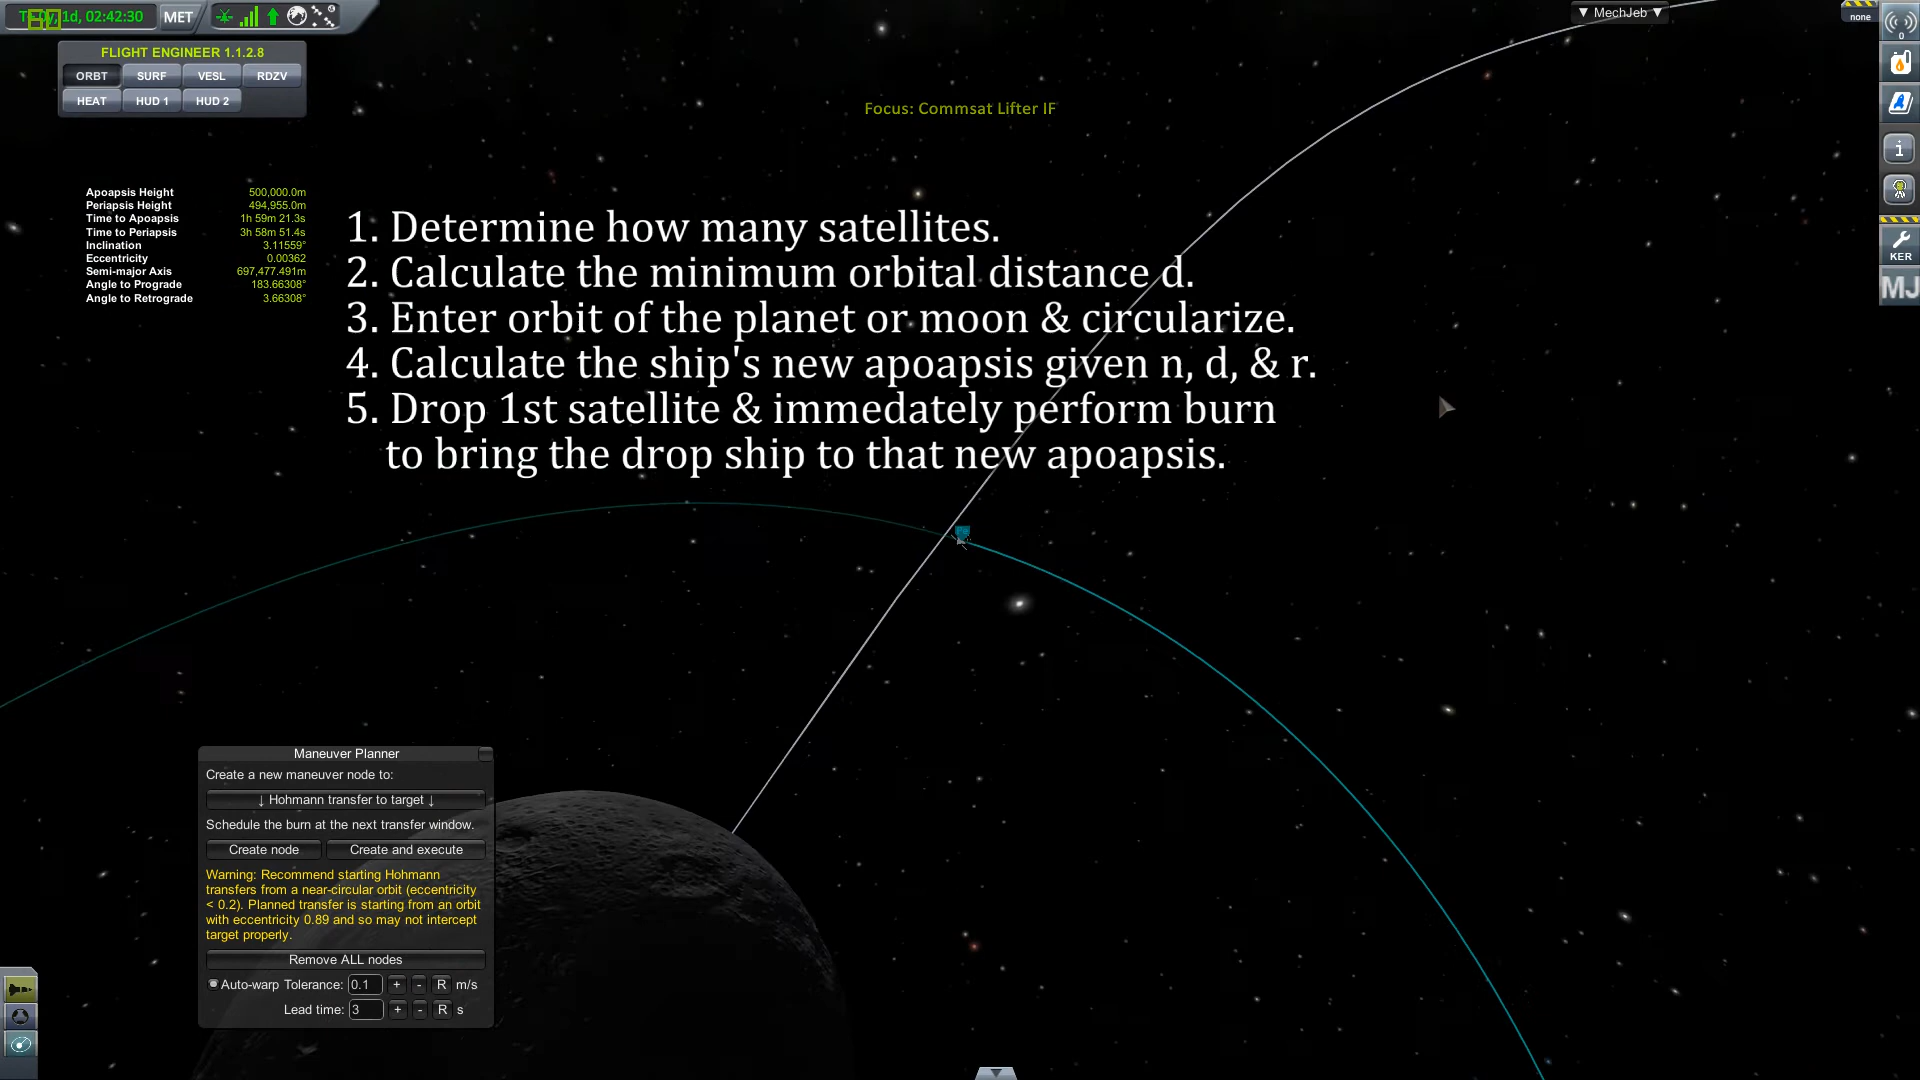 1d, 02:42:30 MET
▼ MechJeb ▼
none
0
FLIGHT ENGINEER 1.1.2.8
ORBT SURF VESL RDZV
HEAT HUD 1 HUD 2
Focus: Commsat Lifter IF
Apoapsis Height 500,000.0m
Periapsis Height 494,955.0m
Time to Apoapsis 1h 59m 21.3s
Time to Periapsis 3h 58m 51.4s
Inclination 3.11559°
Eccentricity 0.00362
Semi-major Axis 697,477.491m
Angle to Prograde 183.66308°
Angle to Retrograde 3.66308°
1. Determine how many satellites.
2. Calculate the minimum orbital distance d.
3. Enter orbit of the planet or moon & circularize.
4. Calculate the ship's new apoapsis given n, d, & r.
5. Drop 1st satellite & immedately perform burn
to bring the drop ship to that new apoapsis.
KER
MJ
Maneuver Planner
Create a new maneuver node to:
↓ Hohmann transfer to target ↓
Schedule the burn at the next transfer window.
Create node Create and execute
Warning: Recommend starting Hohmann
transfers from a near-circular orbit (eccentricity
< 0.2). Planned transfer is starting from an orbit
with eccentricity 0.89 and so may not intercept
target properly.
Remove ALL nodes
Auto-warp Tolerance: 0.1 + - R m/s
Lead time: 3 + - R s